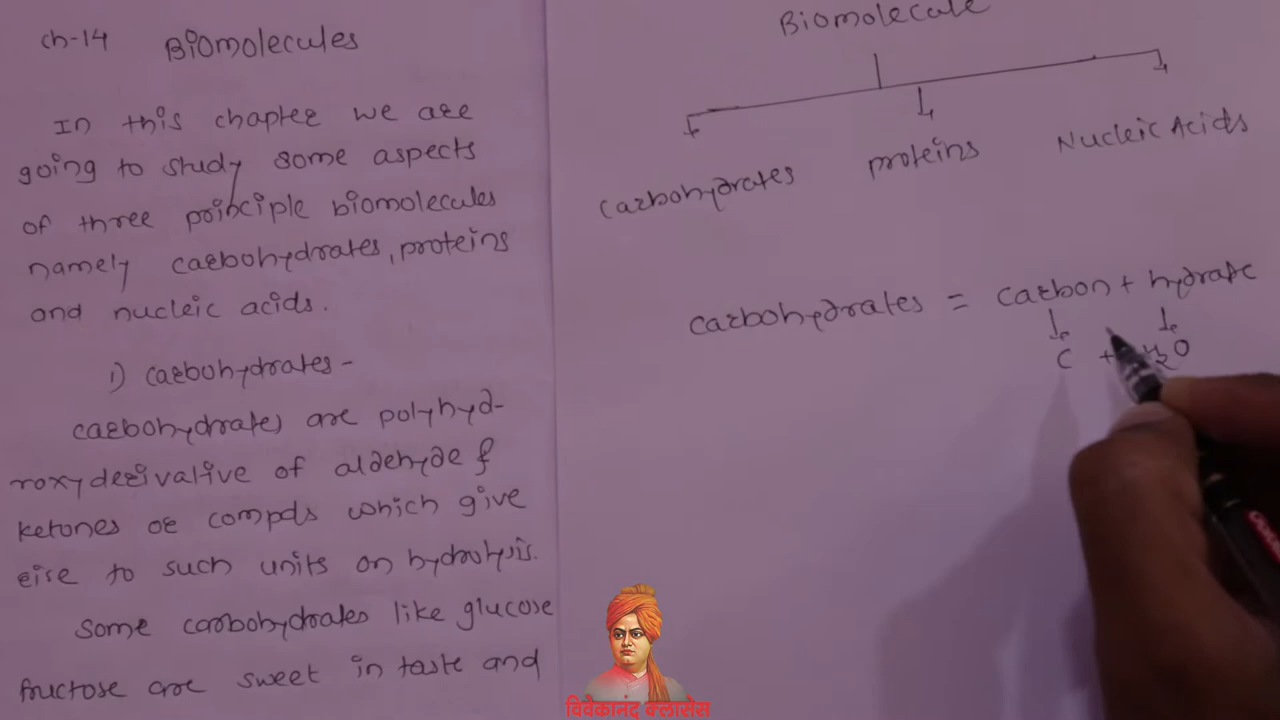 ch-14 Biomolecules
In this chapter we are
going to study some aspects
of three principle biomolecules
namely carbohydrates, proteins
and nucleic acids.
1) carbohydrates -
carbohydrates are polyhyd-
roxyderivative of aldehyde &
ketones or compds which give
rise to such units on hydrolysis.
Some carbohydrates like glucose
fructose are sweet in taste and
Biomolecule
carbohydrates proteins Nucleic Acids
carbohydrates = carbon + hydrate
C + H2O
विवेकानंद क्लासेस